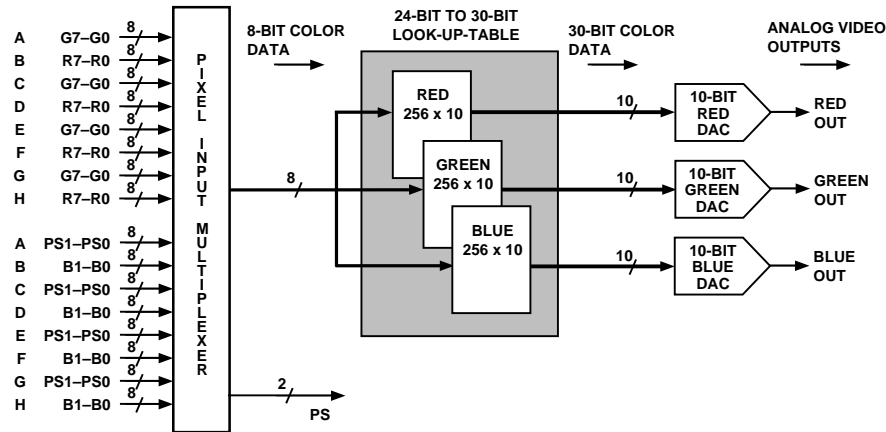 8-BIT COLOR DATA
24-BIT TO 30-BIT LOOK-UP-TABLE
30-BIT COLOR DATA
ANALOG VIDEO OUTPUTS
A G7–G0 8
B R7–R0 8
C G7–G0 8
D R7–R0 8
E G7–G0 8
F R7–R0 8
G G7–G0 8
H R7–R0 8
A PS1–PS0 8
B B1–B0 8
C PS1–PS0 8
D B1–B0 8
E PS1–PS0 8
F B1–B0 8
G PS1–PS0 8
H B1–B0 8
PIXEL INPUT MULTIPLEXER
8
2
PS
RED
256 x 10
GREEN
256 x 10
BLUE
256 x 10
10
10-BIT
RED
DAC
RED
OUT
10
10-BIT
GREEN
DAC
GREEN
OUT
10
10-BIT
BLUE
DAC
BLUE
OUT